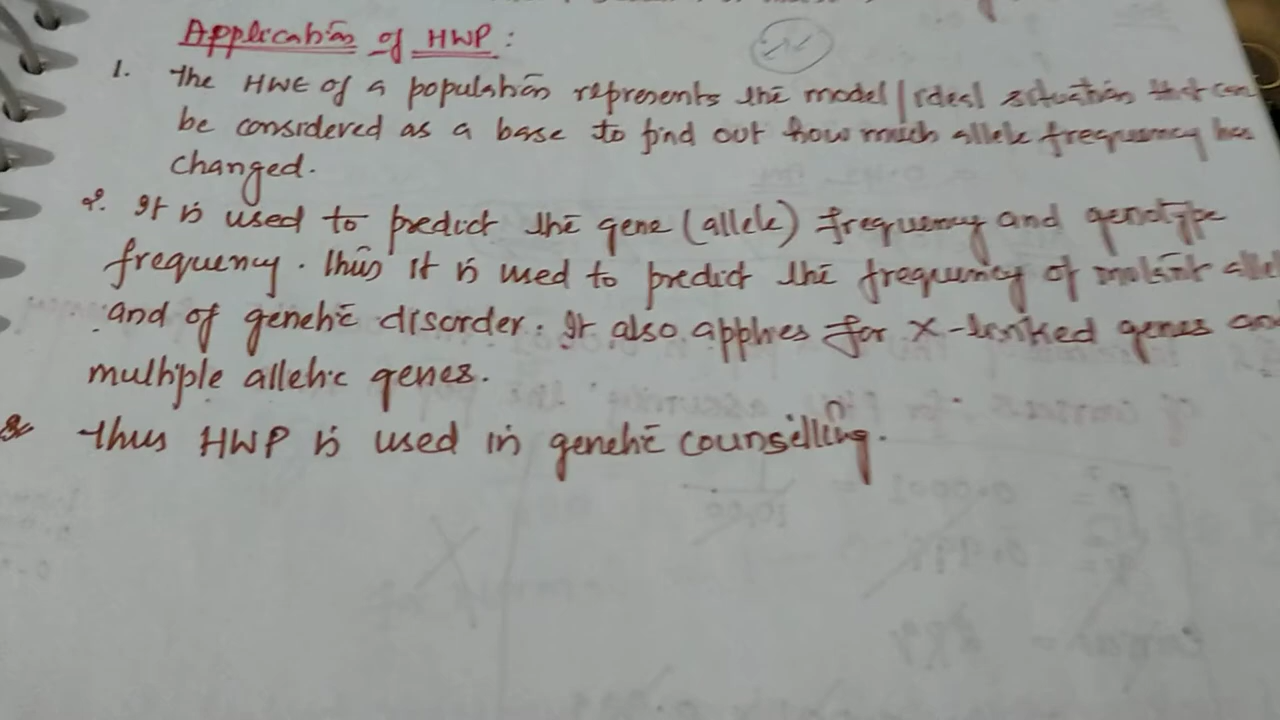 Application of HWP :
1. The HWE of a population represents the model/ideal situation that can
be considered as a base to find out how much allele frequency has
changed.
2. It is used to predict the gene (allele) frequency and genotype
frequency. Thus it is used to predict the frequency of mutant
and of genetic disorder. It also applies for X-linked genes
multiple allelic genes.
3. Thus HWP is used in genetic counselling.